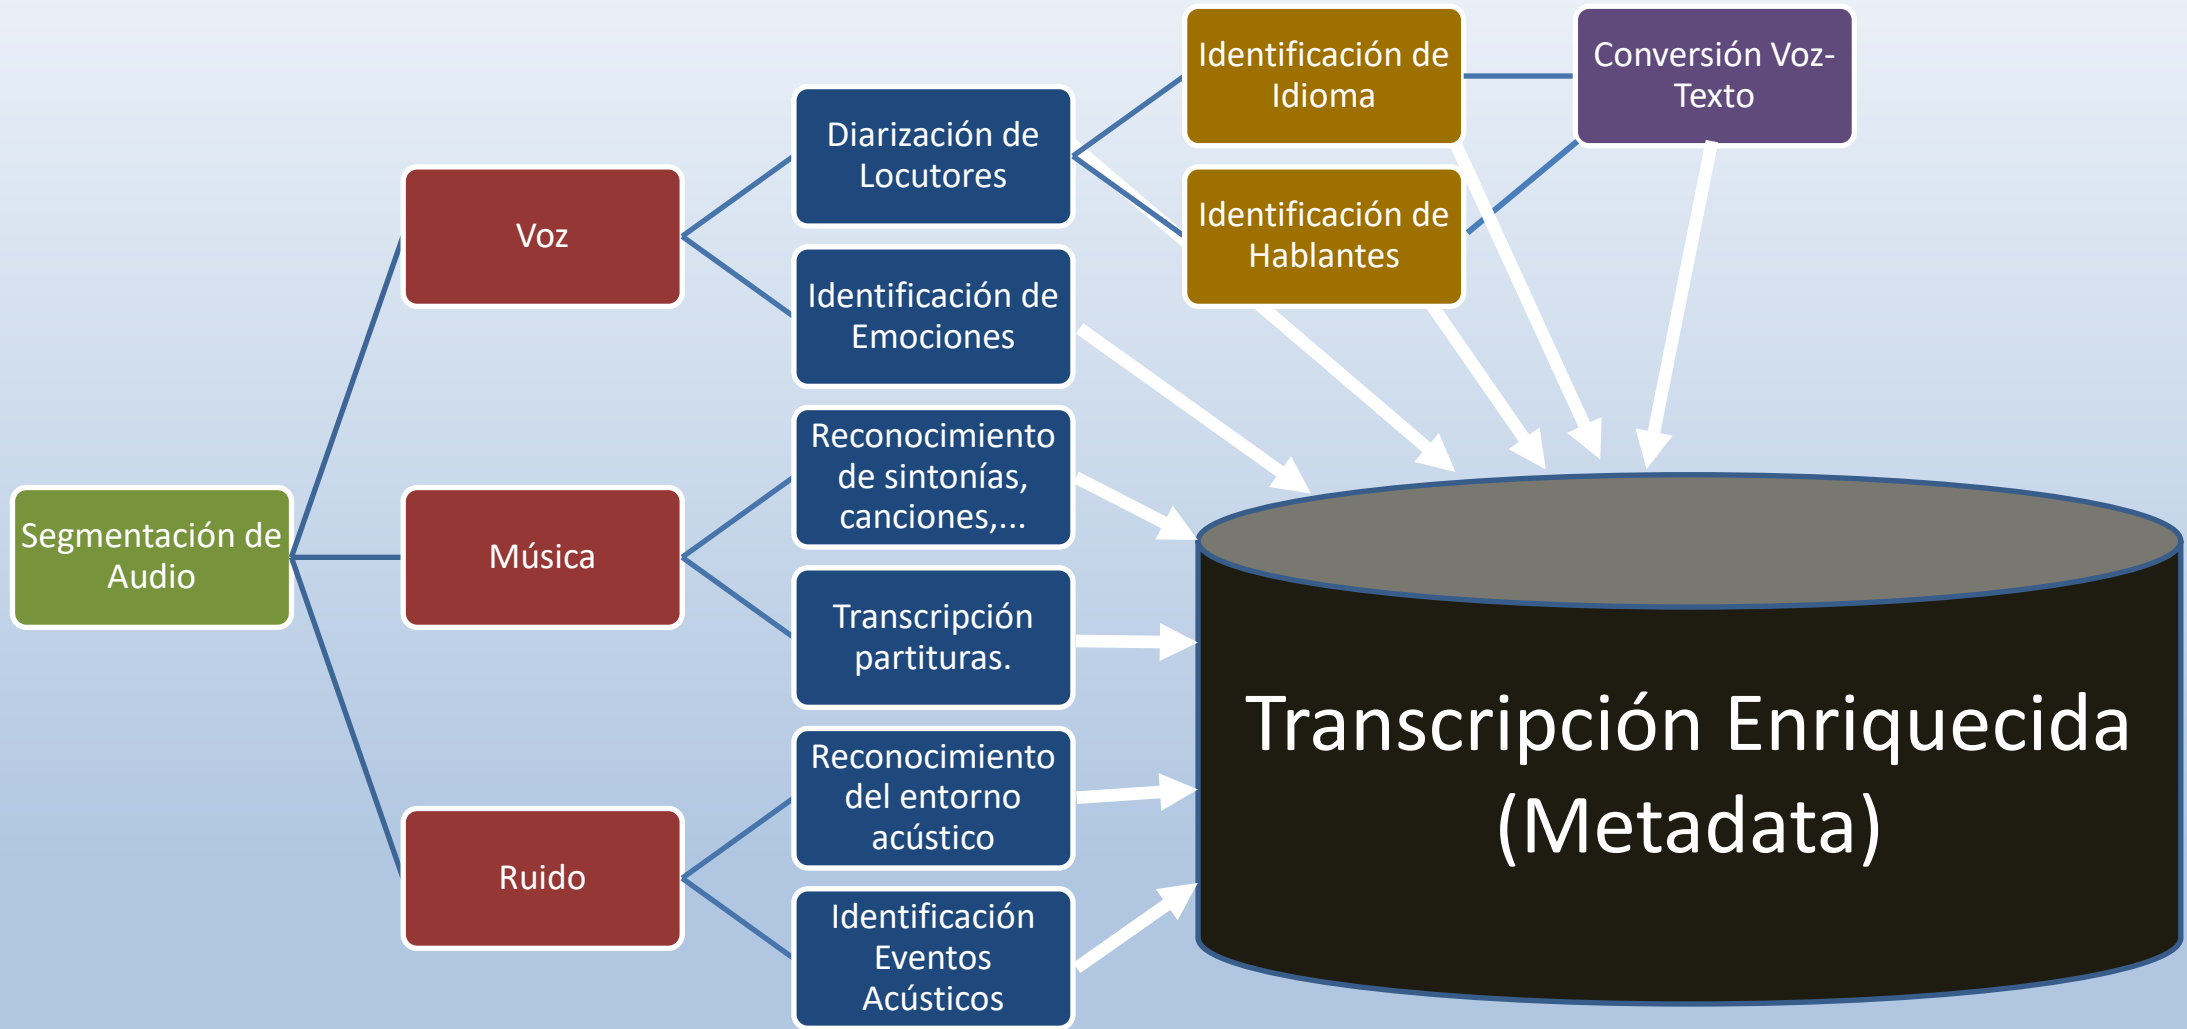 Segmentación de
Audio
Voz
Música
Ruido
Diarización de
Locutores
Identificación de
Emociones
Reconocimiento
de sintonías,
canciones,...
Transcripción
partituras.
Reconocimiento
del entorno
acústico
Identificación
Eventos
Acústicos
Identificación de
Idioma
Identificación de
Hablantes
Conversión Voz-
Texto
Transcripción Enriquecida
(Metadata)